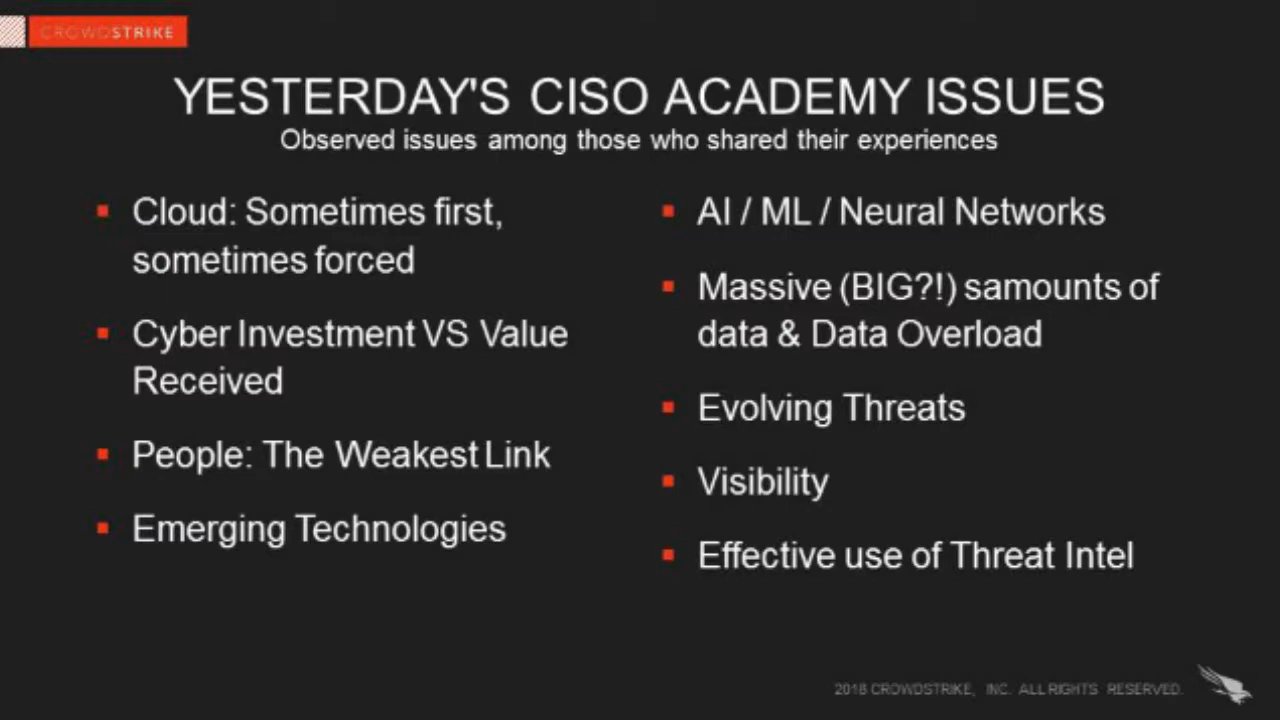 CROWDSTRIKE
YESTERDAY'S CISO ACADEMY ISSUES
Observed issues among those who shared their experiences
Cloud: Sometimes first,
sometimes forced
Cyber Investment VS Value
Received
People: The Weakest Link
Emerging Technologies
AI / ML / Neural Networks
Massive (BIG?!) samounts of
data & Data Overload
Evolving Threats
Visibility
Effective use of Threat Intel
2018 CROWDSTRIKE, INC. ALL RIGHTS RESERVED.